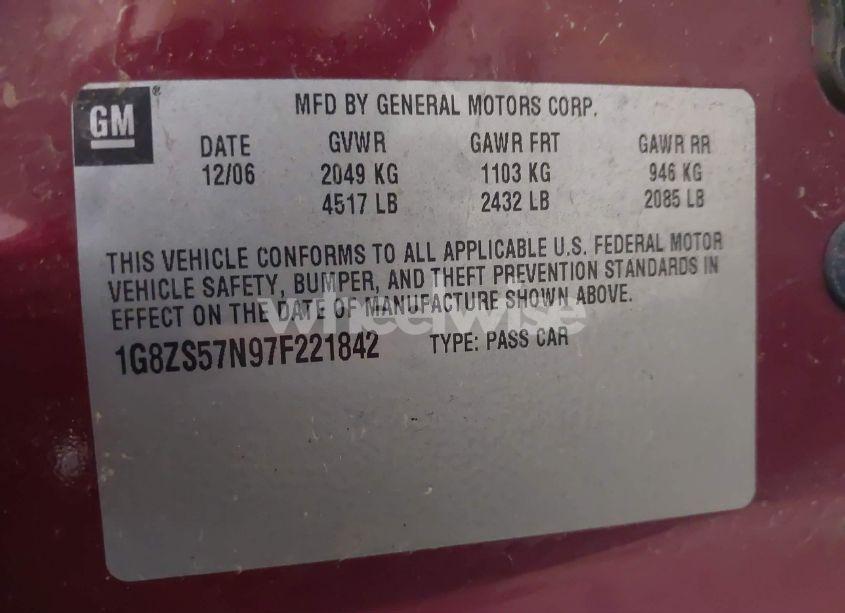 GM ®
MFD BY GENERAL MOTORS CORP.
DATE GVWR GAWR FRT GAWR RR
12/06 2049 KG 1103 KG 946 KG
4517 LB 2432 LB 2085 LB
THIS VEHICLE CONFORMS TO ALL APPLICABLE U.S. FEDERAL MOTOR
VEHICLE SAFETY, BUMPER, AND THEFT PREVENTION STANDARDS IN
EFFECT ON THE DATE OF MANUFACTURE SHOWN ABOVE.
wheelwise
1G8ZS57N97F221842 TYPE: PASS CAR